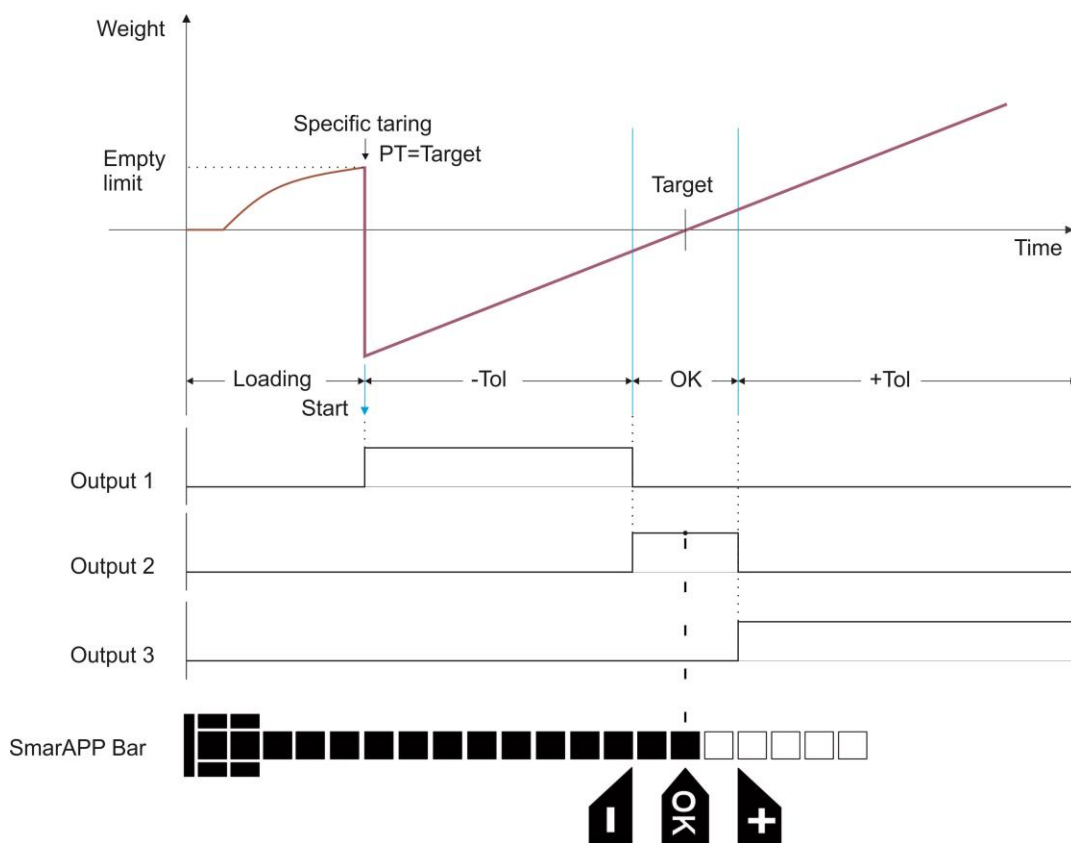 Weight
Specific taring
PT=Target
Empty
limit
Target
Time
Loading
-Tol
OK
+Tol
Start
Output 1
Output 2
Output 3
SmarAPP Bar
-
OK
+